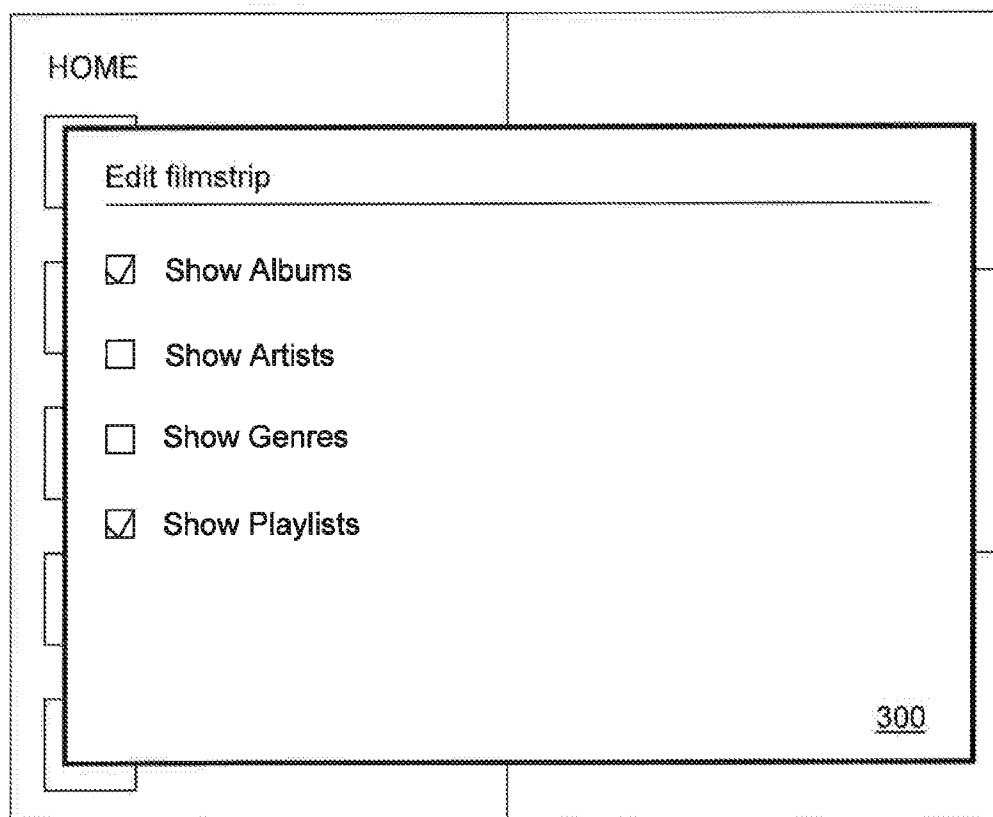 HOME
Edit filmstrip
Show Albums
Show Artists
Show Genres
Show Playlists
300